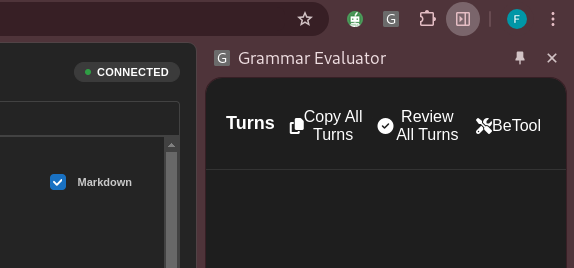 G
F
G Grammar Evaluator
CONNECTED
Turns
Copy All
Turns
Review
All Turns
BeTool
Markdown